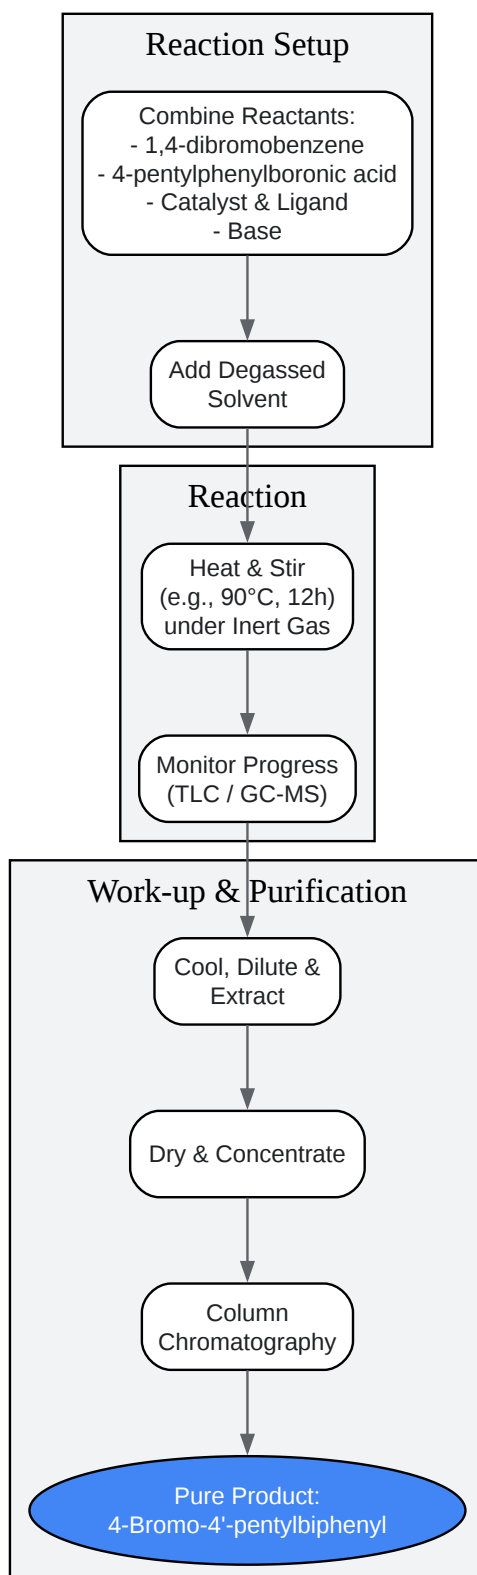 Reaction Setup
Combine Reactants:
- 1,4-dibromobenzene
- 4-pentylphenylboronic acid
- Catalyst & Ligand
- Base
Add Degassed
Solvent
Reaction
Heat & Stir
(e.g., 90°C, 12h)
under Inert Gas
Monitor Progress
(TLC / GC-MS)
Work-up & Purification
Cool, Dilute &
Extract
Dry & Concentrate
Column
Chromatography
Pure Product:
4-Bromo-4'-pentylbiphenyl